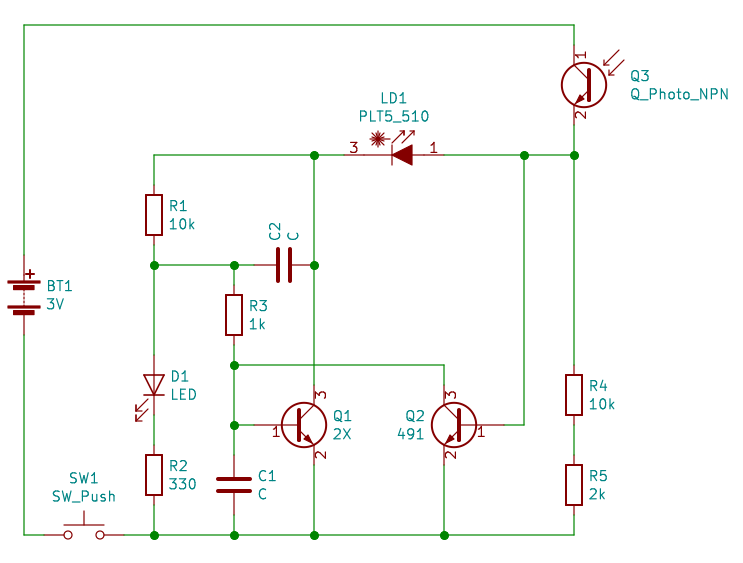 1
Q3
Q_Photo_NPN
2
LD1
PLT5_510
3
1
R1
10k
C2
C
+
BT1
3V
R3
1k
D1
LED
3
Q1
2X
1
2
3
Q2
491
1
2
R4
10k
R2
330
C1
C
R5
2k
SW1
SW_Push